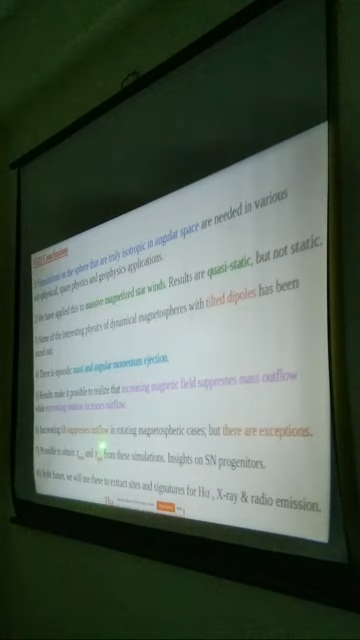 Conclusions
1) Simulations on the sphere that are truly isotropic in angular space are needed in various
astrophysical, space physics and geophysics applications.
2) We have applied this to massive magnetized star winds. Results are quasi-static, but not static.
3) Some of the interesting physics of dynamical magnetospheres with tilted dipoles has been
traced out.
4) There is episodic mass and angular momentum ejection.
5) Results make it possible to realize that increasing magnetic field suppresses mass outflow
while increasing rotation increases outflow.
6) Increasing tilt suppresses outflow in rotating magnetospheric cases; but there are exceptions.
7) Possible to obtain τ and τ from these simulations. Insights on SN progenitors.
8) In the future, we will use these to extract sites and signatures for Hα, X-ray & radio emission.